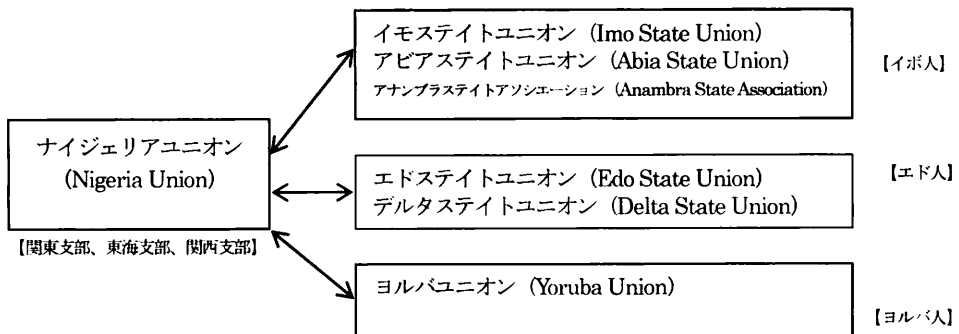 イモステイトユニオン (Imo State Union)
アビアステイトユニオン (Abia State Union)
アナンブラステイトアソシエーション (Anambra State Association)
【イボ人】
ナイジェリアユニオン
(Nigeria Union)
【関東支部、東海支部、関西支部】
エドステイトユニオン (Edo State Union)
デルタステイトユニオン (Delta State Union)
【エド人】
ヨルバユニオン (Yoruba Union)
【ヨルバ人】